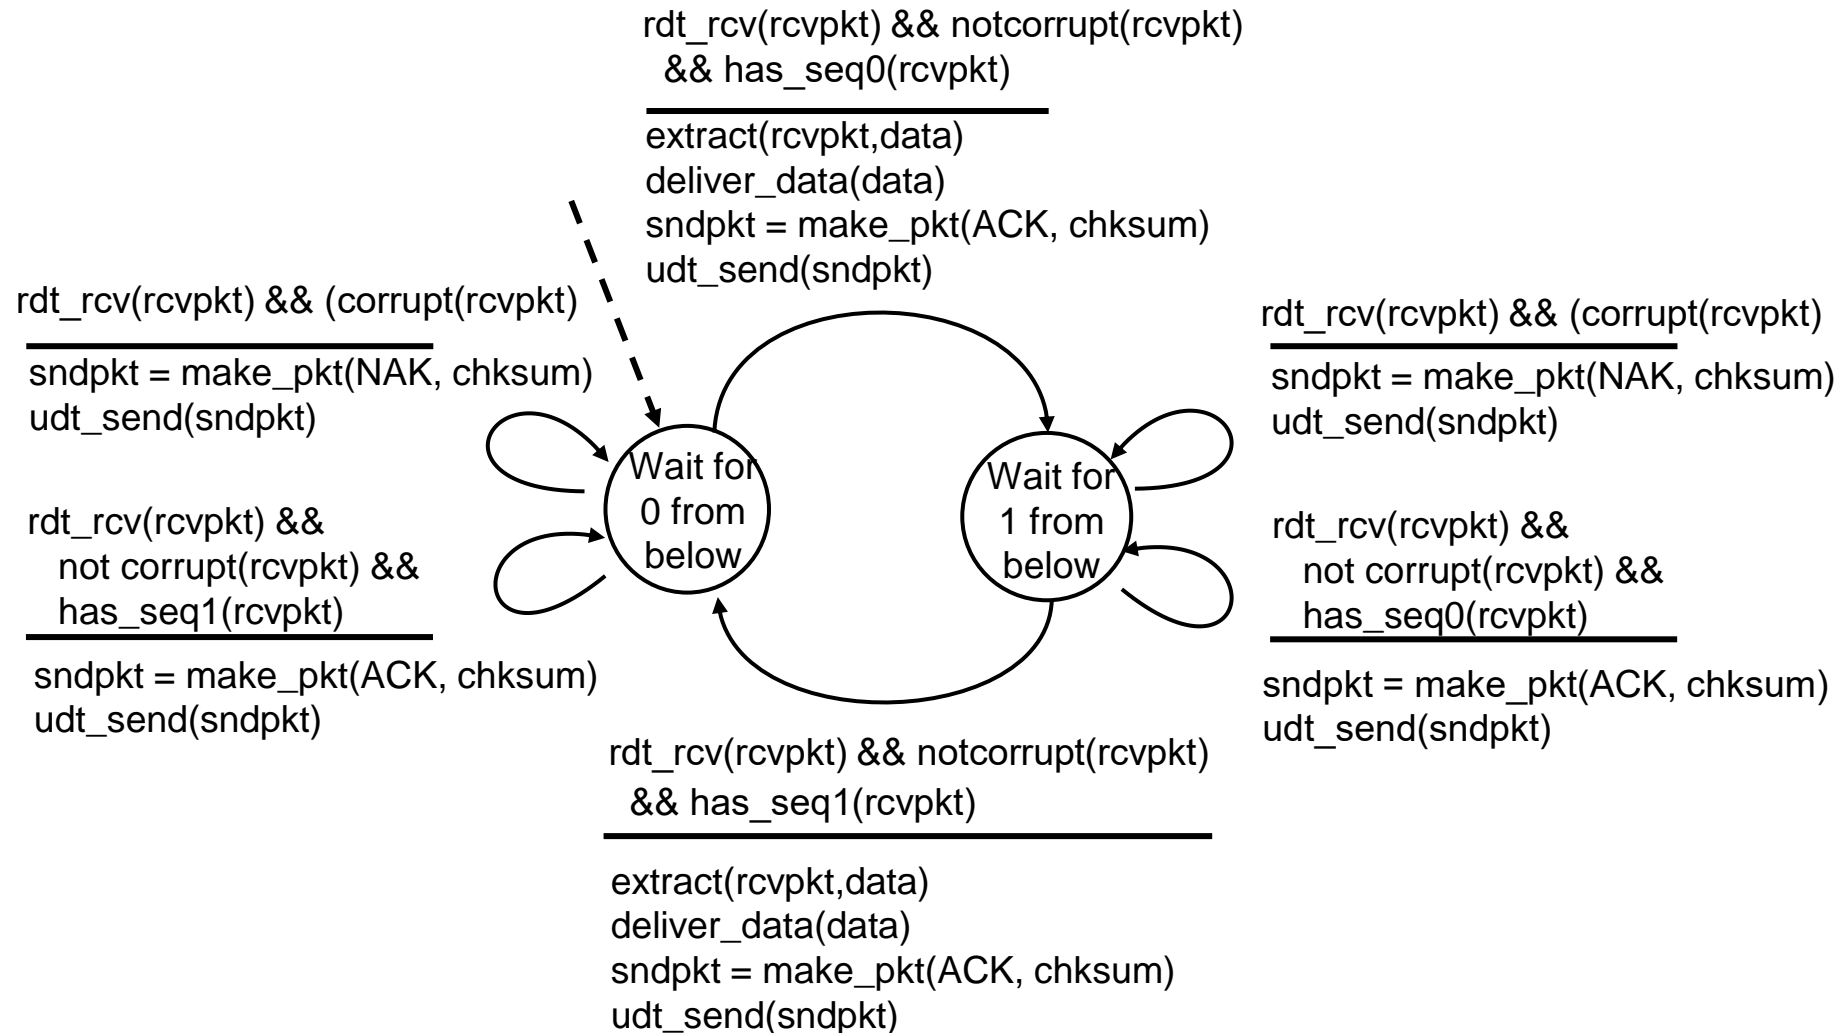 rdt_rcv(rcvpkt) && notcorrupt(rcvpkt)
&& has_seq0(rcvpkt)
extract(rcvpkt,data)
deliver_data(data)
sndpkt = make_pkt(ACK, chksum)
udt_send(sndpkt)
rdt_rcv(rcvpkt) && (corrupt(rcvpkt)
sndpkt = make_pkt(NAK, chksum)
udt_send(sndpkt)
rdt_rcv(rcvpkt) &&
not corrupt(rcvpkt) &&
has_seq1(rcvpkt)
sndpkt = make_pkt(ACK, chksum)
udt_send(sndpkt)
Wait for
0 from
below
Wait for
1 from
below
rdt_rcv(rcvpkt) && (corrupt(rcvpkt)
sndpkt = make_pkt(NAK, chksum)
udt_send(sndpkt)
rdt_rcv(rcvpkt) &&
not corrupt(rcvpkt) &&
has_seq0(rcvpkt)
sndpkt = make_pkt(ACK, chksum)
udt_send(sndpkt)
rdt_rcv(rcvpkt) && notcorrupt(rcvpkt)
&& has_seq1(rcvpkt)
extract(rcvpkt,data)
deliver_data(data)
sndpkt = make_pkt(ACK, chksum)
udt_send(sndpkt)